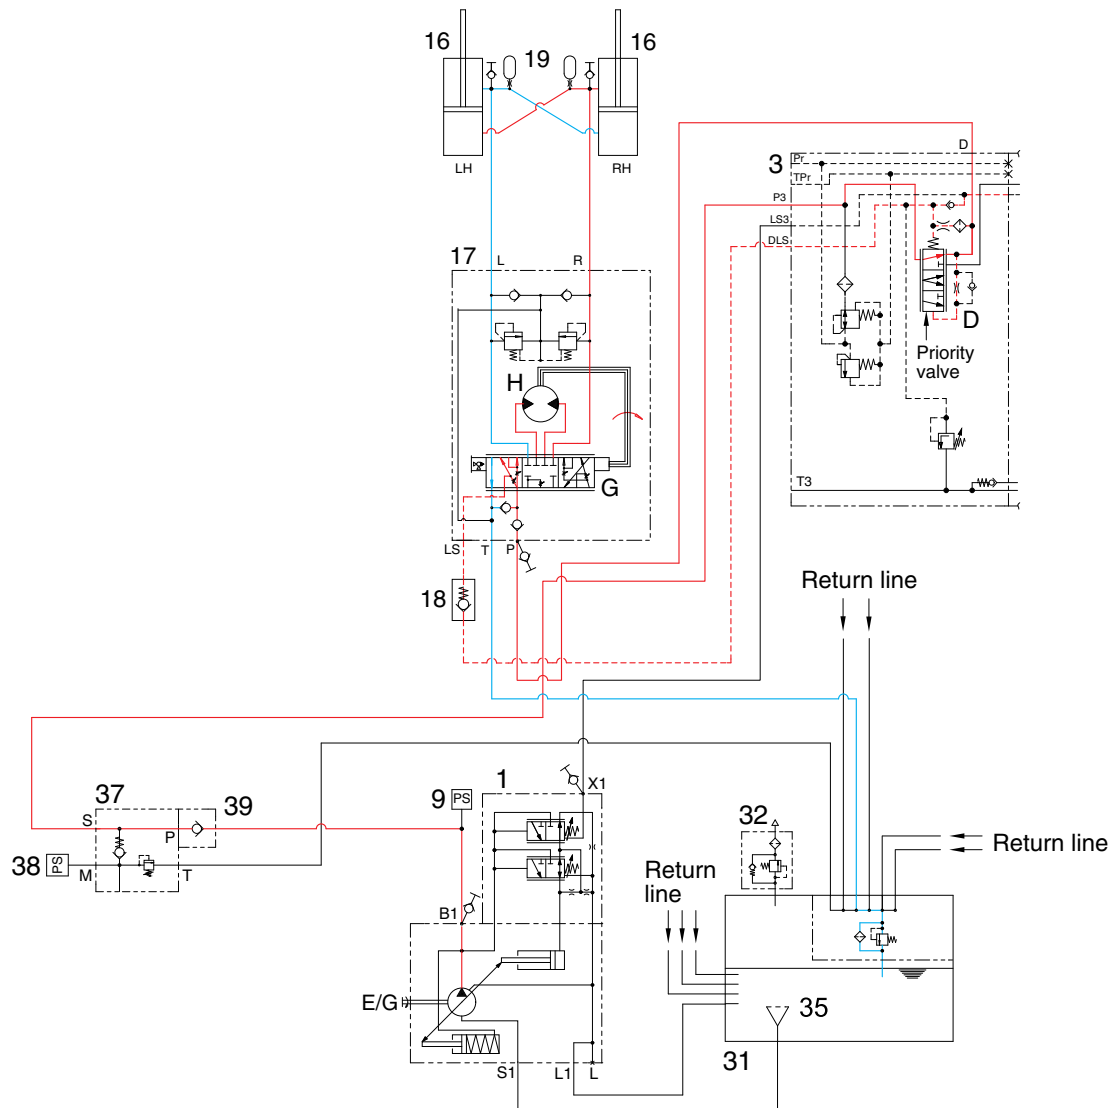 16
19
16
LH
RH
D
3
Pr
TPr
P3
LS3
DLS
17
L
R
H
D
Priority
valve
G
T3
LS
T
P
18
Return line
1
X1
37
39
9
PS
S
P
32
38
PS
M
T
Return line
Return
line
B1
E/G
35
S1
L1
L
31